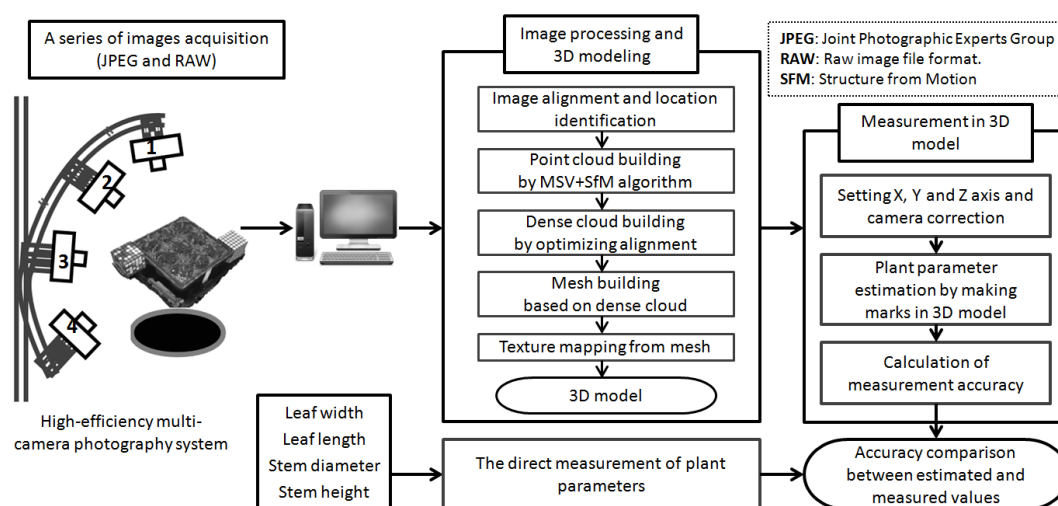 A series of images acquisition
(JPEG and RAW)
1
2
3
4
High-efficiency multi-
camera photography system
Image processing and
3D modeling
Image alignment and location
identification
Point cloud building
by MSV+SfM algorithm
Dense cloud building
by optimizing alignment
Mesh building
based on dense cloud
Texture mapping from mesh
3D model
JPEG: Joint Photographic Experts Group
RAW: Raw image file format.
SFM: Structure from Motion
Measurement in 3D
model
Setting X, Y and Z axis and
camera correction
Plant parameter
estimation by making
marks in 3D model
Calculation of
measurement accuracy
Leaf width
Leaf length
Stem diameter
Stem height
The direct measurement of plant
parameters
Accuracy comparison
between estimated and
measured values